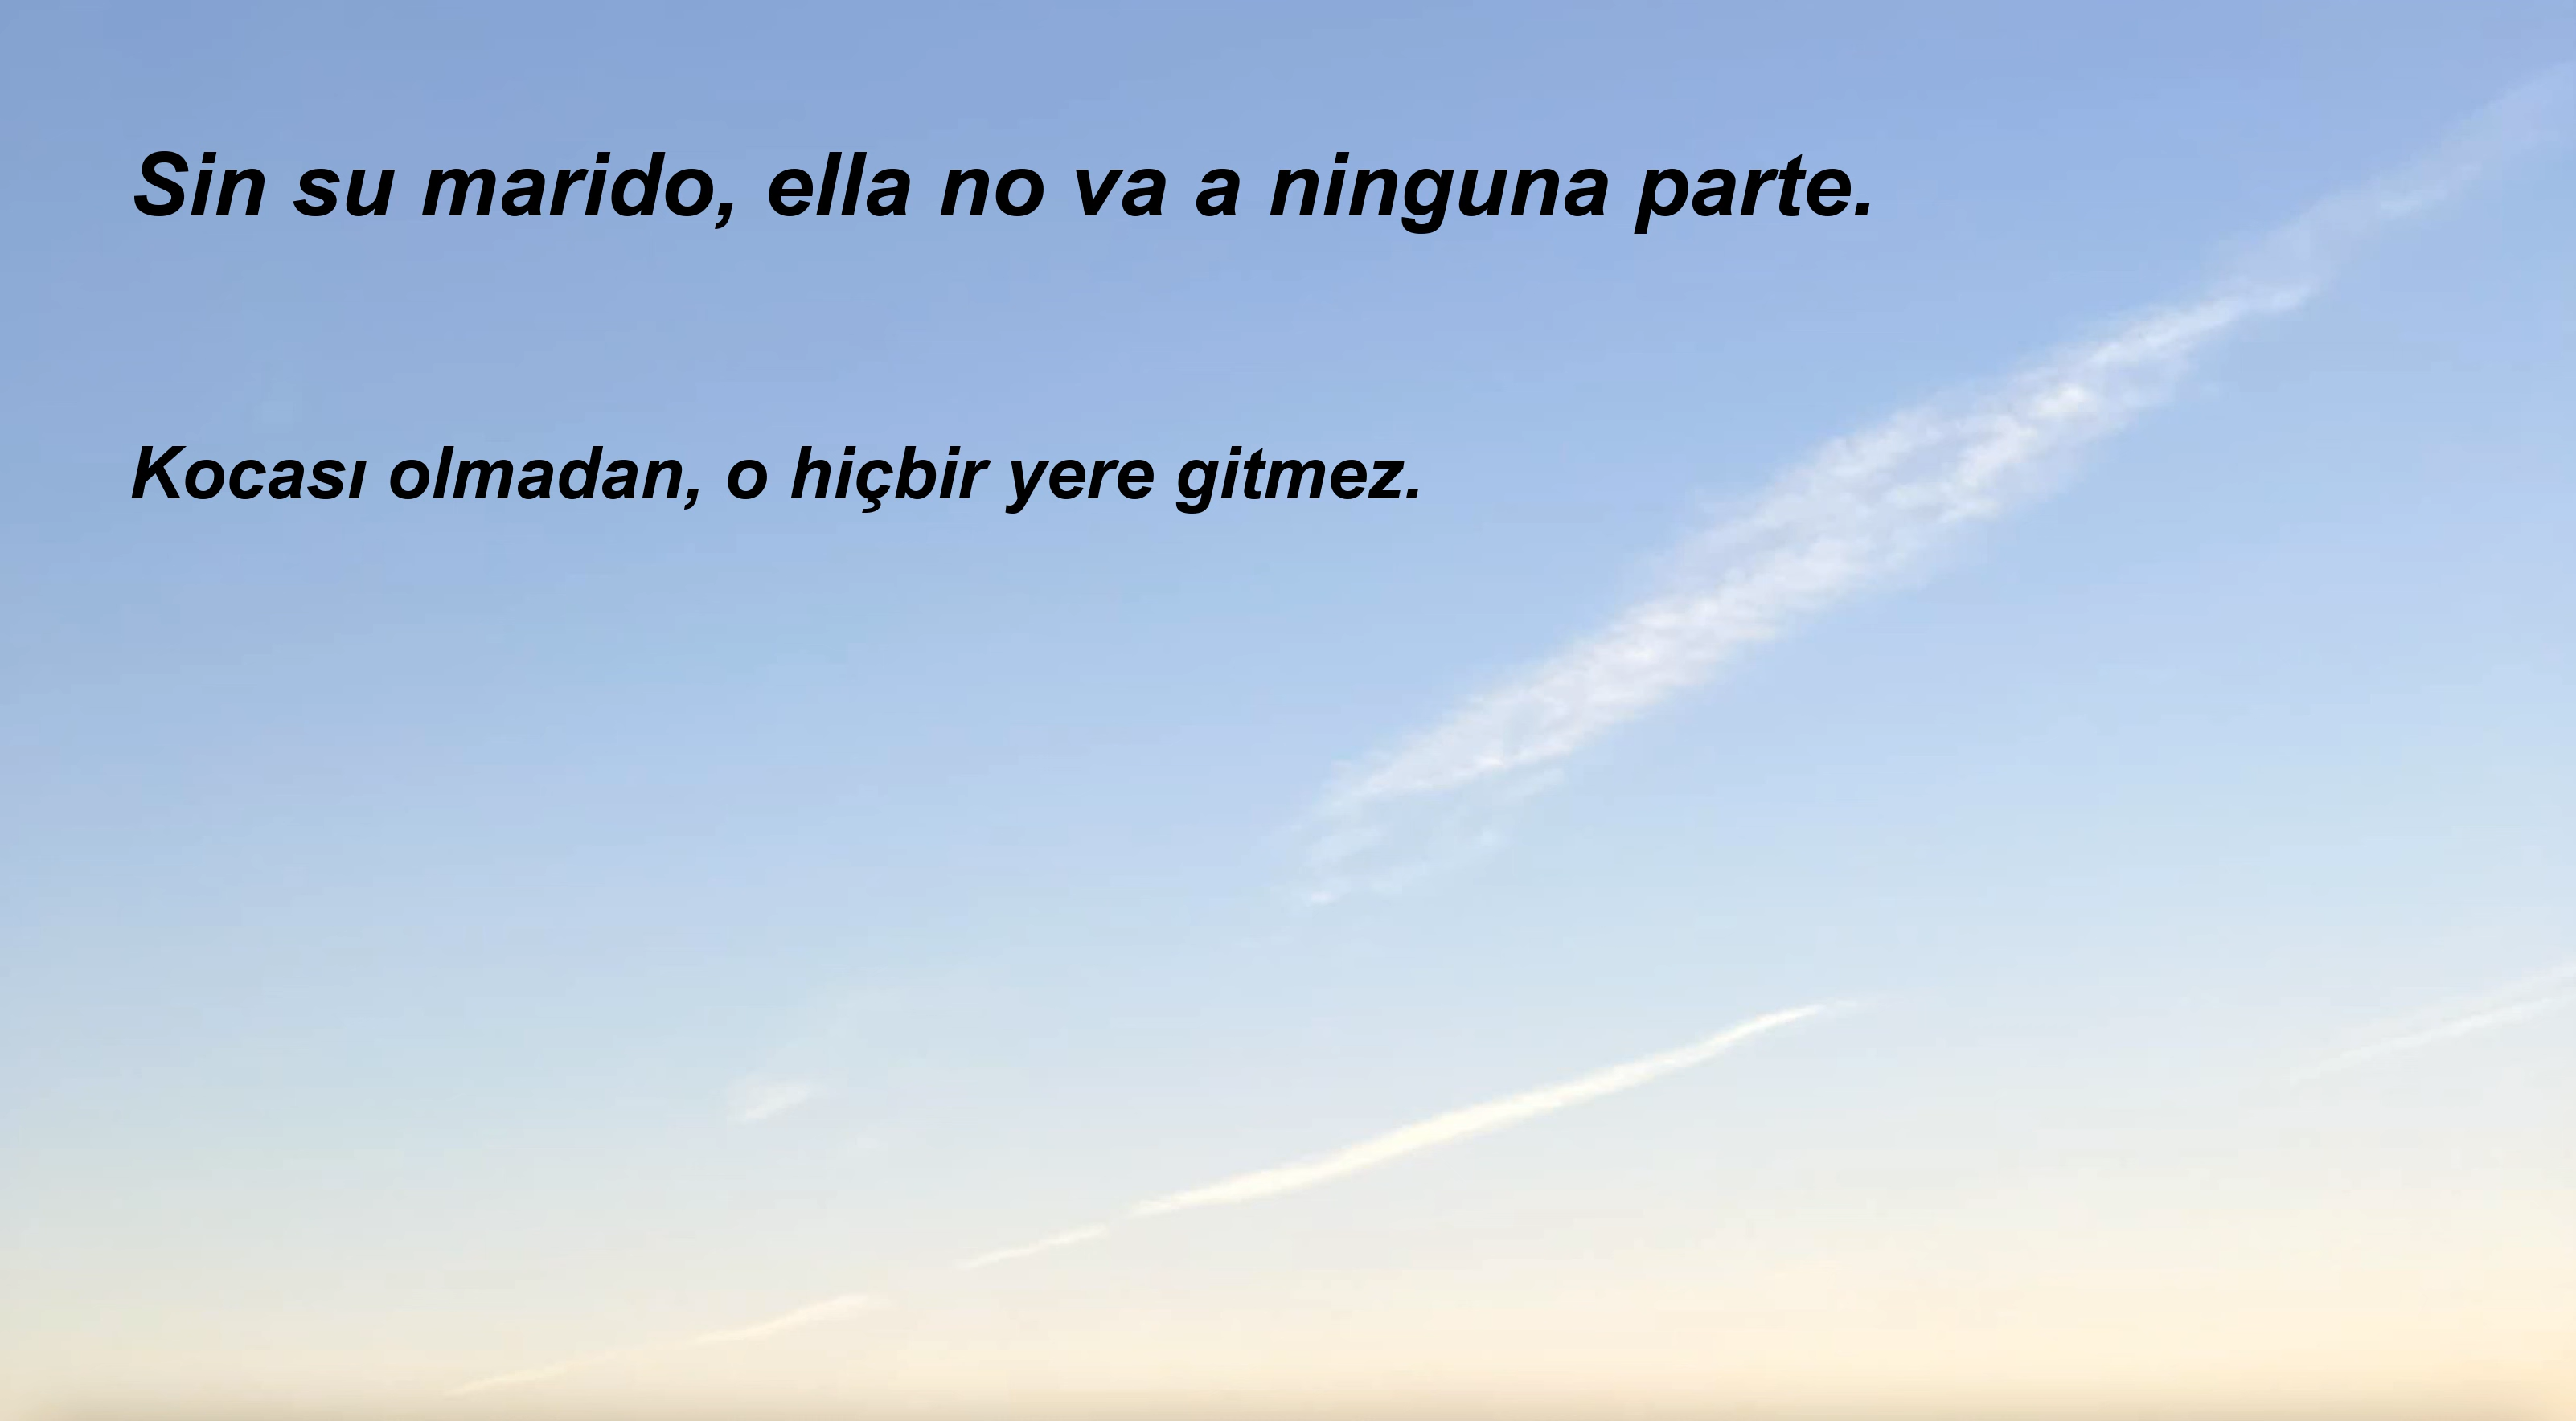 Sin su marido, ella no va a ninguna parte.
Kocası olmadan, o hiçbir yere gitmez.